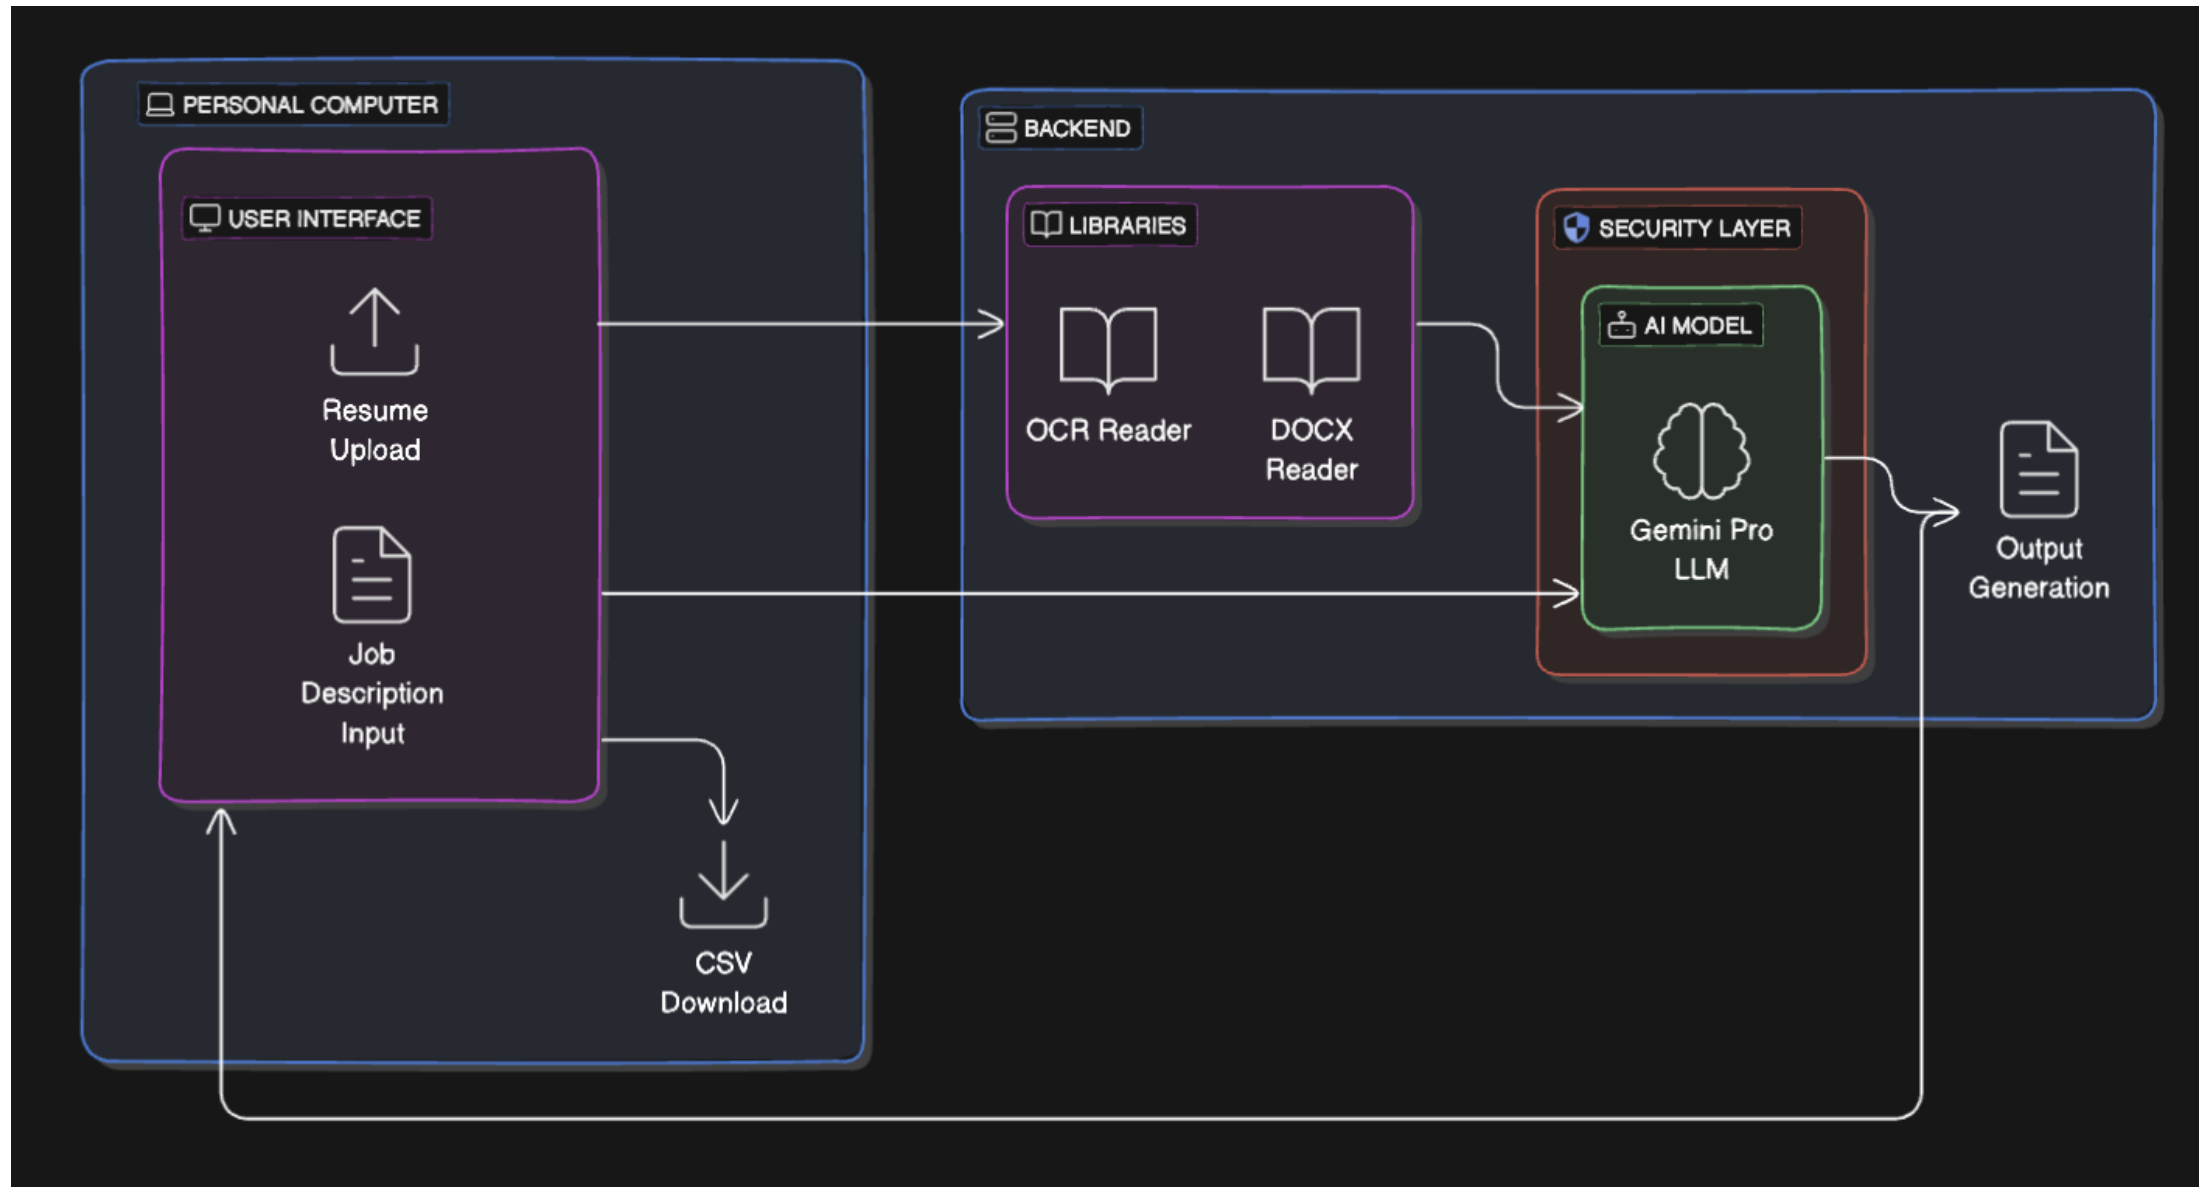 PERSONAL COMPUTER
USER INTERFACE
Resume
Upload
Job
Description
Input
CSV
Download
BACKEND
LIBRARIES
OCR Reader
DOCX
Reader
SECURITY LAYER
AI MODEL
Gemini Pro
LLM
Output
Generation